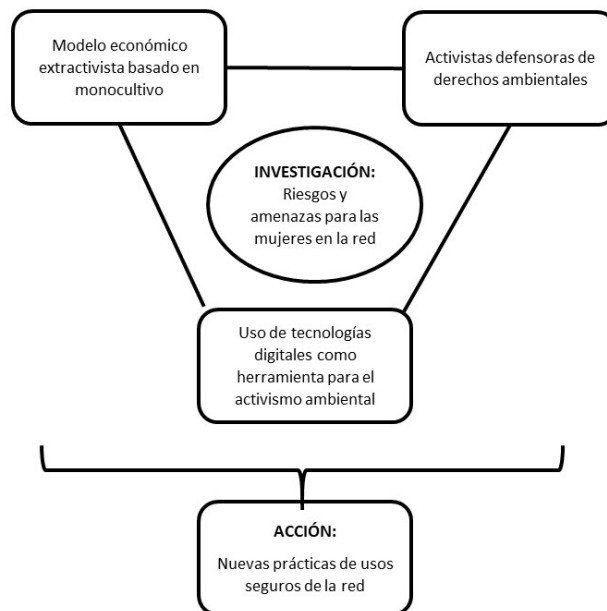 Modelo económico
extractivista basado en
monocultivo
Activistas defensoras de
derechos ambientales
INVESTIGACIÓN:
Riesgos y
amenazas para las
mujeres en la red
Uso de tecnologías
digitales como
herramienta para el
activismo ambiental
ACCIÓN:
Nuevas prácticas de usos
seguros de la red